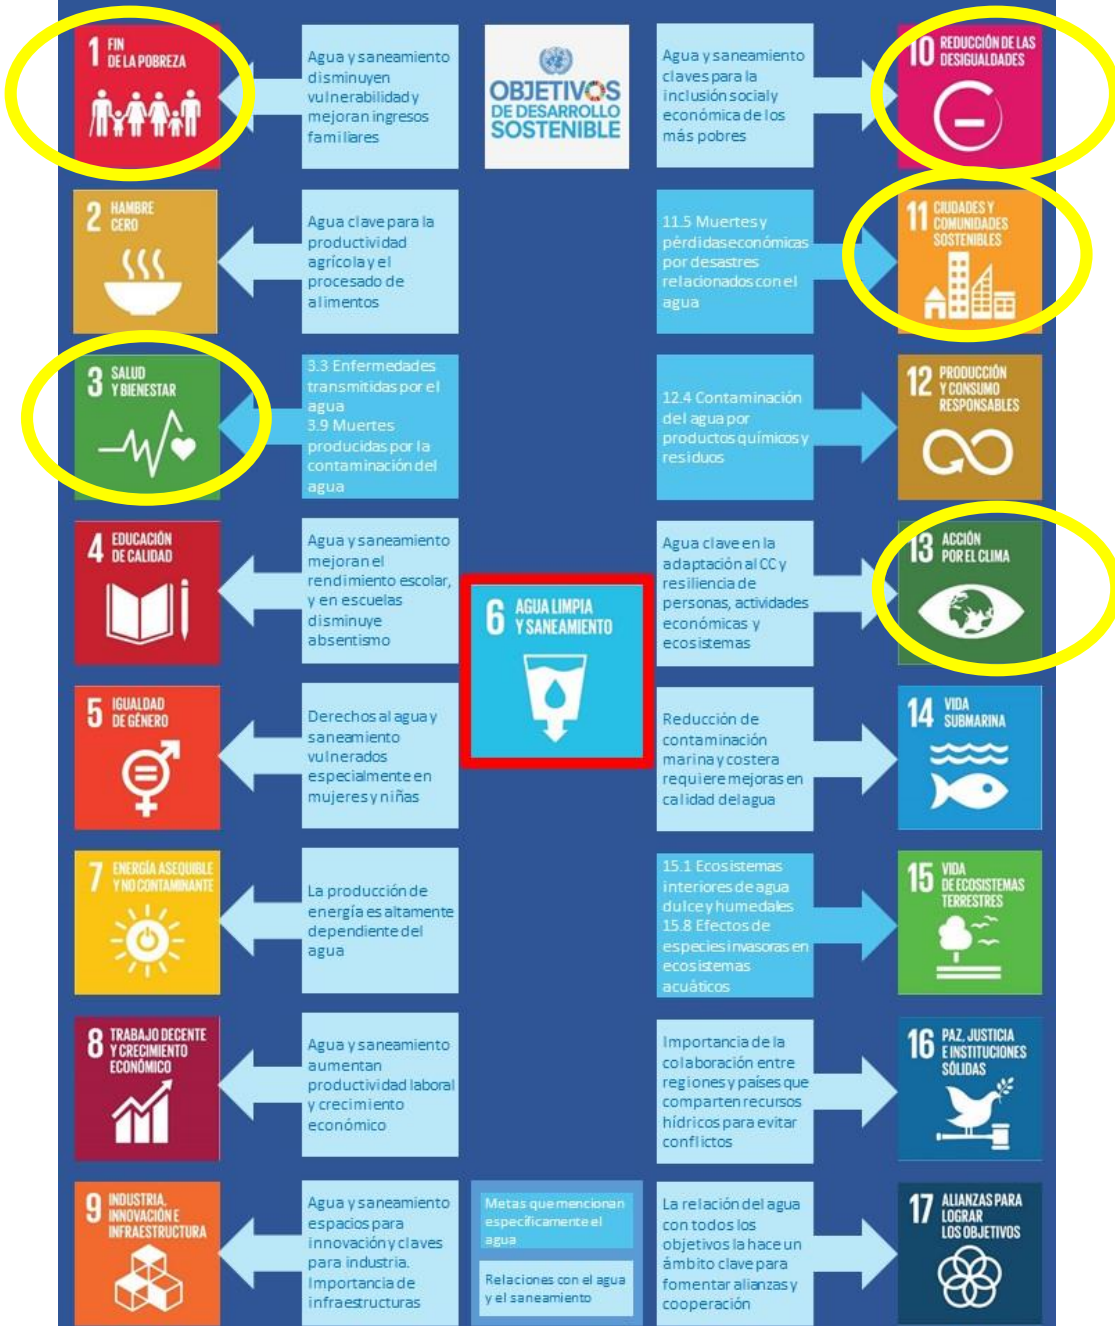 1 FIN
DE LA POBREZA
Agua y saneamiento
disminuyen
vulnerabilidad y
mejoran ingresos
familiares
OBJETIVOS
DE DESARROLLO
SOSTENIBLE
Agua y saneamiento
claves para la
inclusión social y
económica de los
más pobres
10 REDUCCIÓN DE LAS
DESIGUALDADES
2 HAMBRE
CERO
Agua clave para la
productividad
agrícola y el
procesado de
alimentos
11.5 Muertes y
pérdidas económicas
por desastres
relacionados con el
agua
11 CIUDADES Y
COMUNIDADES
SOSTENIBLES
3 SALUD
Y BIENESTAR
3.3 Enfermedades
transmitidas por el
agua
3.9 Muertes
producidas por la
contaminación del
agua
12.4 Contaminación
del agua por
productos químicos y
residuos
12 PRODUCCIÓN
Y CONSUMO
RESPONSABLES
4 EDUCACIÓN
DE CALIDAD
Agua y saneamiento
mejoran el
rendimiento escolar,
y en escuelas
disminuye
absentismo
6 AGUA LIMPIA
Y SANEAMIENTO
Agua clave en la
adaptación al CC y
resiliencia de
personas, actividades
económicas y
ecosistemas
13 ACCIÓN
POR EL CLIMA
5 IGUALDAD
DE GÉNERO
Derechos al agua y
saneamiento
vulnerados
especialmente en
mujeres y niñas
Reducción de
contaminación
marina y costera
requiere mejoras en
calidad del agua
14 VIDA
SUBMARINA
7 ENERGÍA ASEQUIBLE
Y NO CONTAMINANTE
La producción de
energía es altamente
dependiente del
agua
15.1 Ecosistemas
interiores de agua
dulce y humedales
15.8 Efectos de
especies invasoras en
ecosistemas
acuáticos
15 VIDA
DE ECOSISTEMAS
TERRESTRES
8 TRABAJO DECENTE
Y CRECIMIENTO
ECONÓMICO
Agua y saneamiento
aumentan
productividad laboral
y crecimiento
económico
Importancia de la
colaboración entre
regiones y países que
comparten recursos
hídricos para evitar
conflictos
16 PAZ, JUSTICIA
E INSTITUCIONES
SÓLIDAS
9 INDUSTRIA,
INNOVACIÓN E
INFRAESTRUCTURA
Agua y saneamiento
espacios para
innovación y claves
para industria.
Importancia de
infraestructuras
Metas que mencionan
específicamente el
agua
Relaciones con el agua
y el saneamiento
La relación del agua
con todos los
objetivos la hace un
ámbito clave para
fomentar alianzas y
cooperación
17 ALIANZAS PARA
LOGRAR
LOS OBJETIVOS